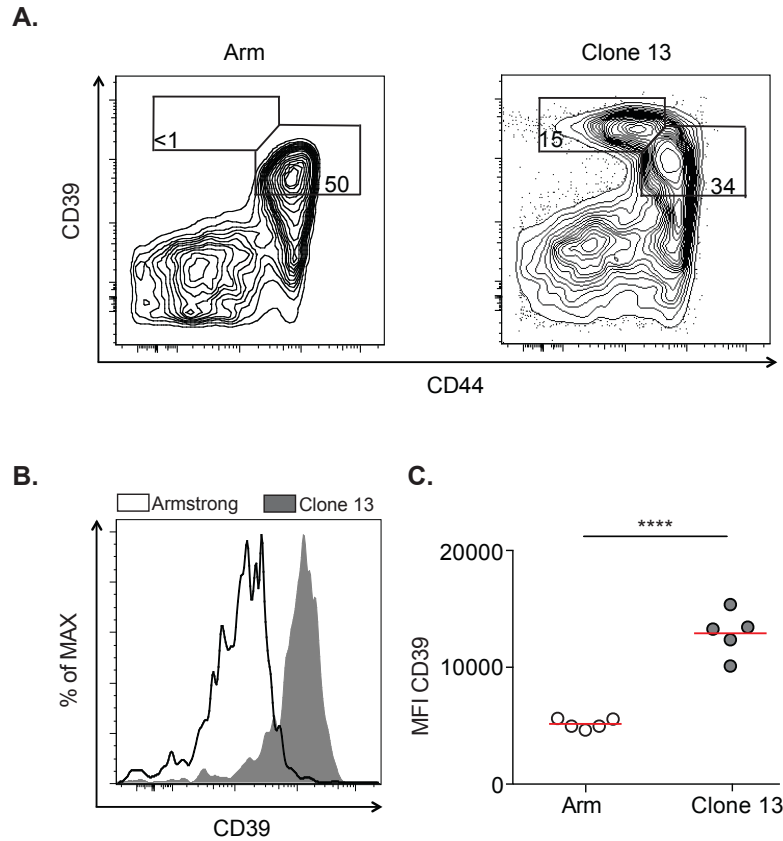 A.
Arm
Clone 13
CD39
<1
50
15
34
CD44
B.
C.
Armstrong
Clone 13
% of MAX
CD39
****
MFI CD39
20000
10000
0
Arm
Clone 13